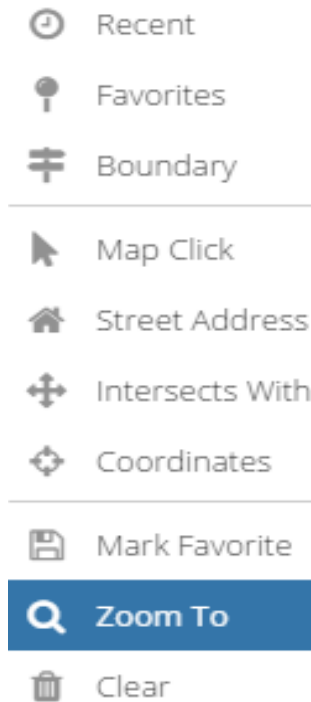 Recent
Favorites
Boundary
Map Click
Street Address
Intersects With
Coordinates
Mark Favorite
Zoom To
Clear